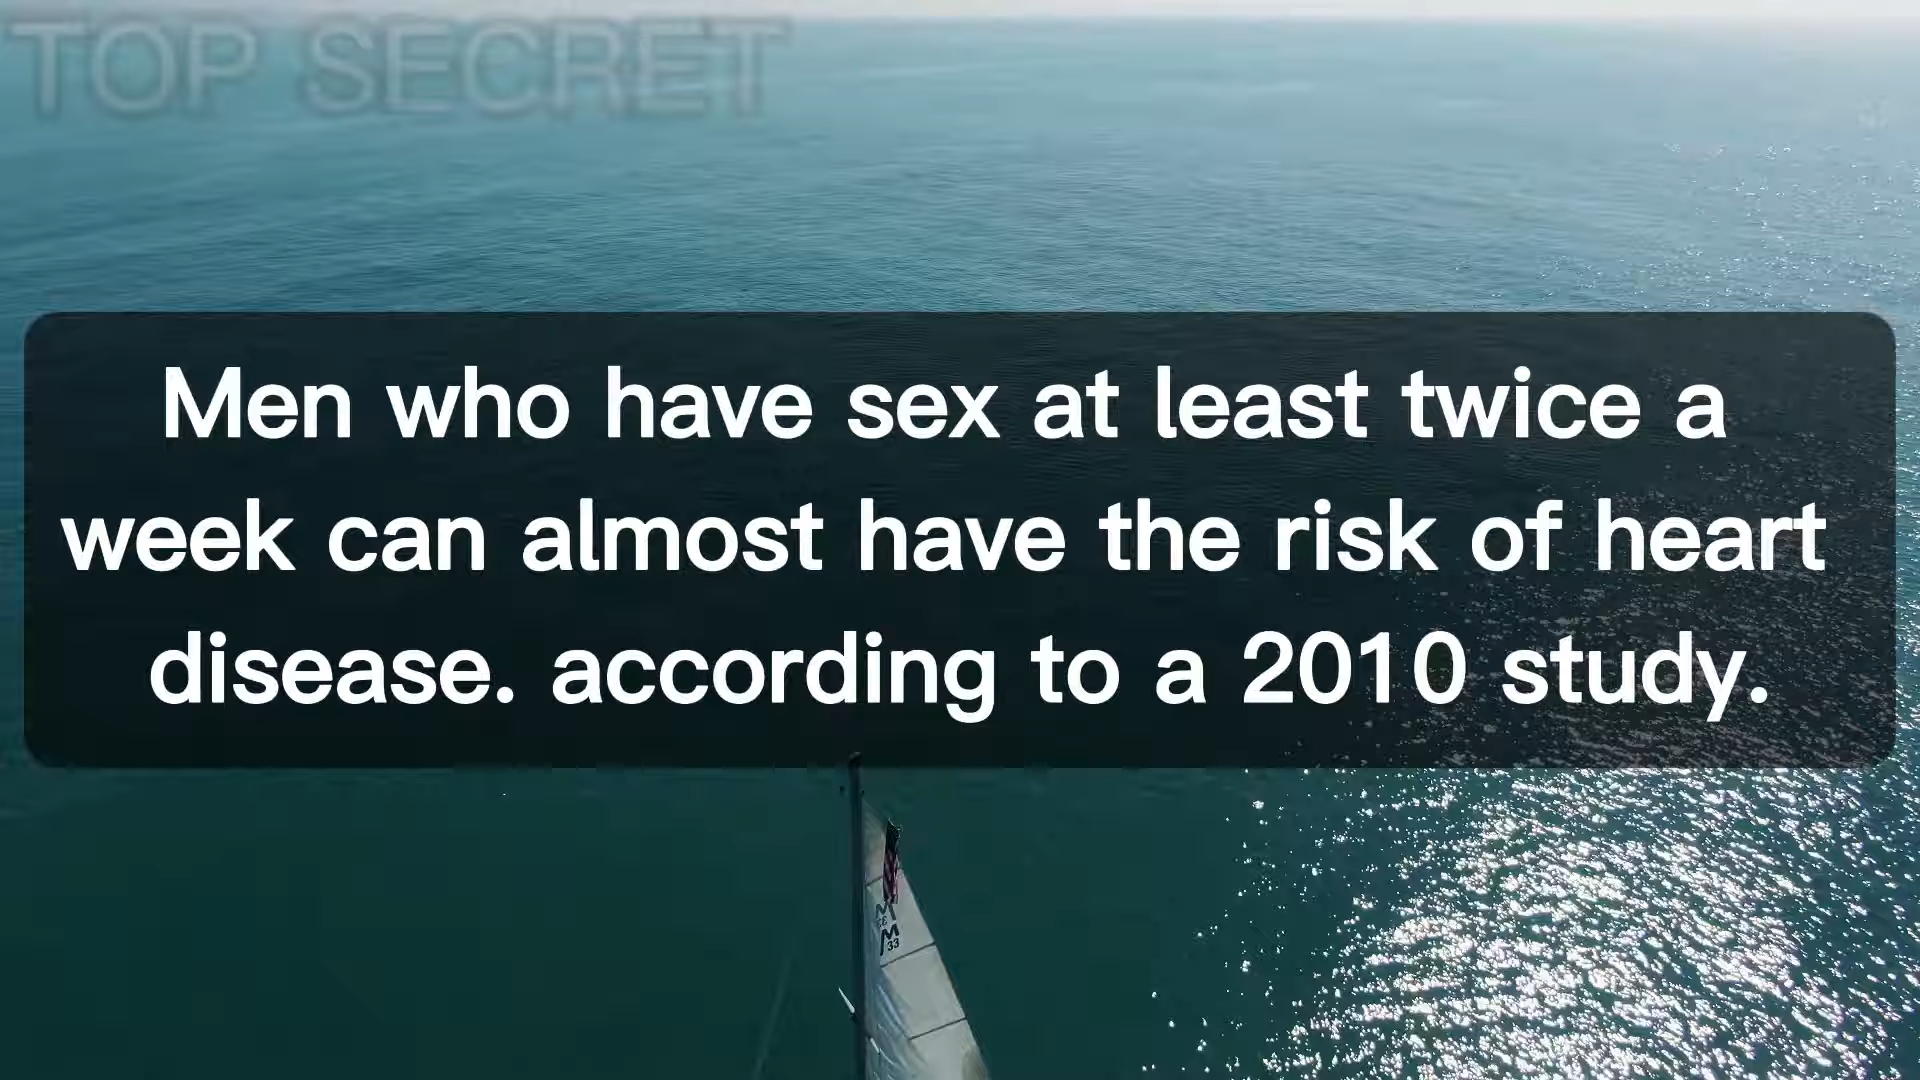 TOP SECRET
Men who have sex at least twice a
week can almost have the risk of heart
disease. according to a 2010 study.
M
33